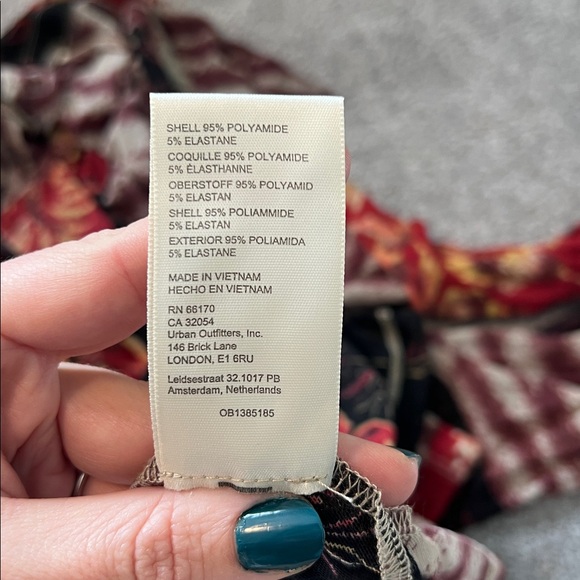 SHELL 95% POLYAMIDE
5% ELASTANE
COQUILLE 95% POLYAMIDE
5% ÉLASTHANNE
OBERSTOFF 95% POLYAMID
5% ELASTAN
SHELL 95% POLIAMMIDE
5% ELASTAN
EXTERIOR 95% POLIAMIDA
5% ELASTANE
MADE IN VIETNAM
HECHO EN VIETNAM
RN 66170
CA 32054
Urban Outfitters, Inc.
146 Brick Lane
LONDON, E1 6RU
Leidsestraat 32.1017 PB
Amsterdam, Netherlands
OB1385185